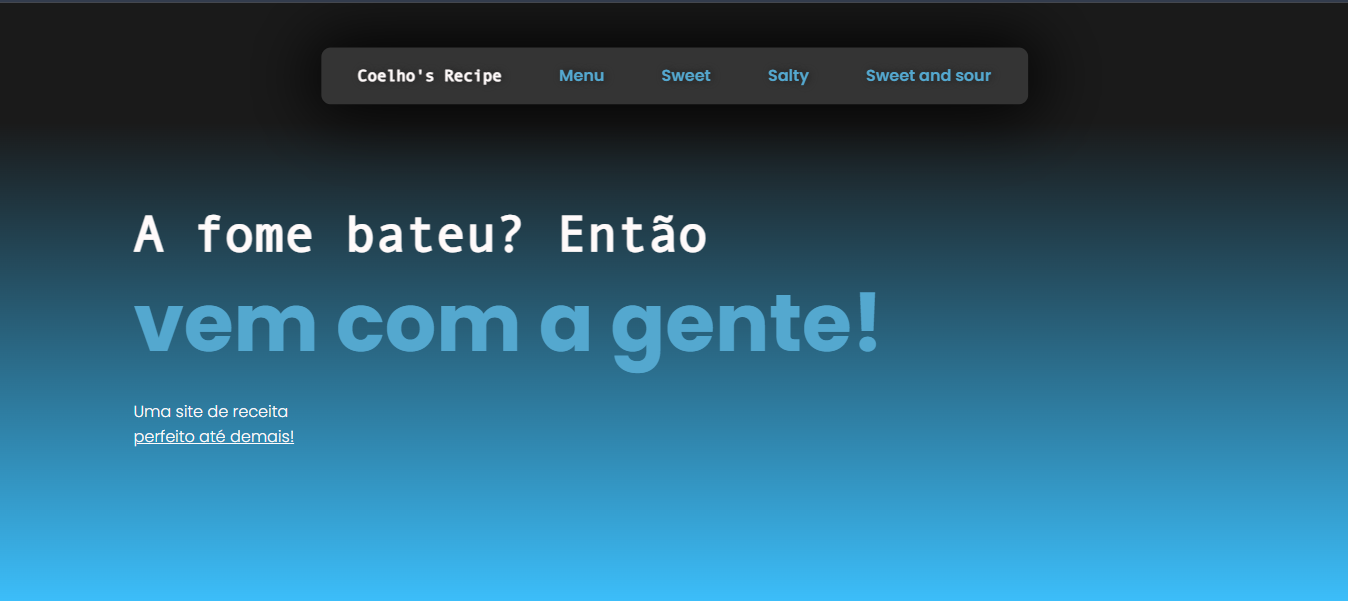 Coelho's Recipe Menu Sweet Salty Sweet and sour
A fome bateu? Então
vem com a gente!
Uma site de receita
perfeito até demais!